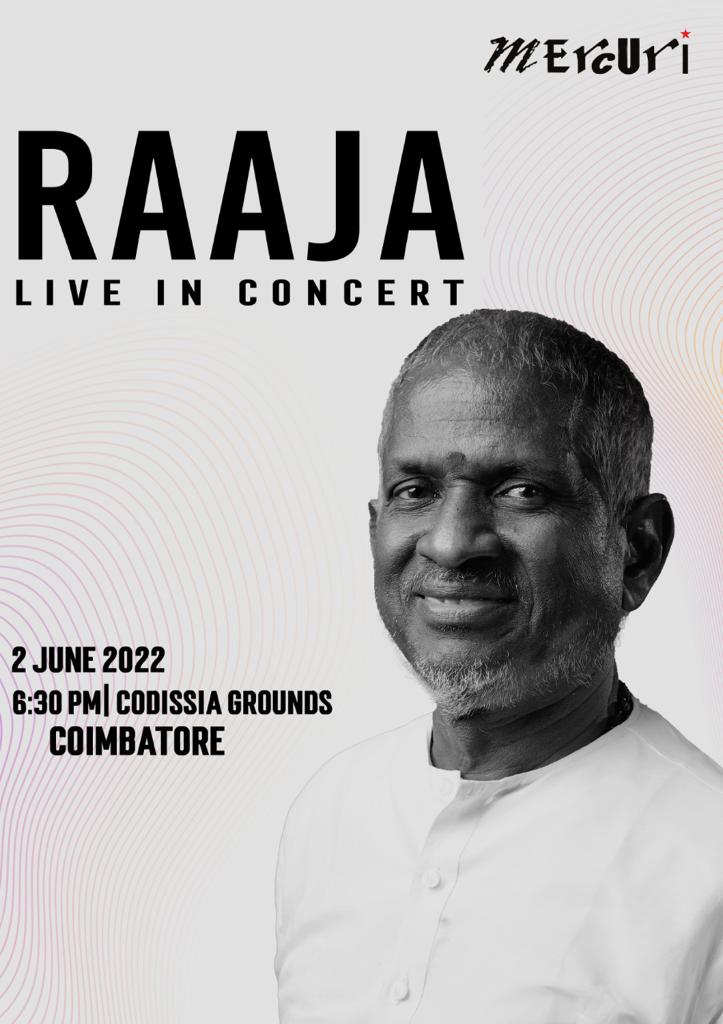 mErcUri
RAAJA
LIVE IN CONCERT
2 JUNE 2022
6:30 PM| CODISSIA GROUNDS
COIMBATORE